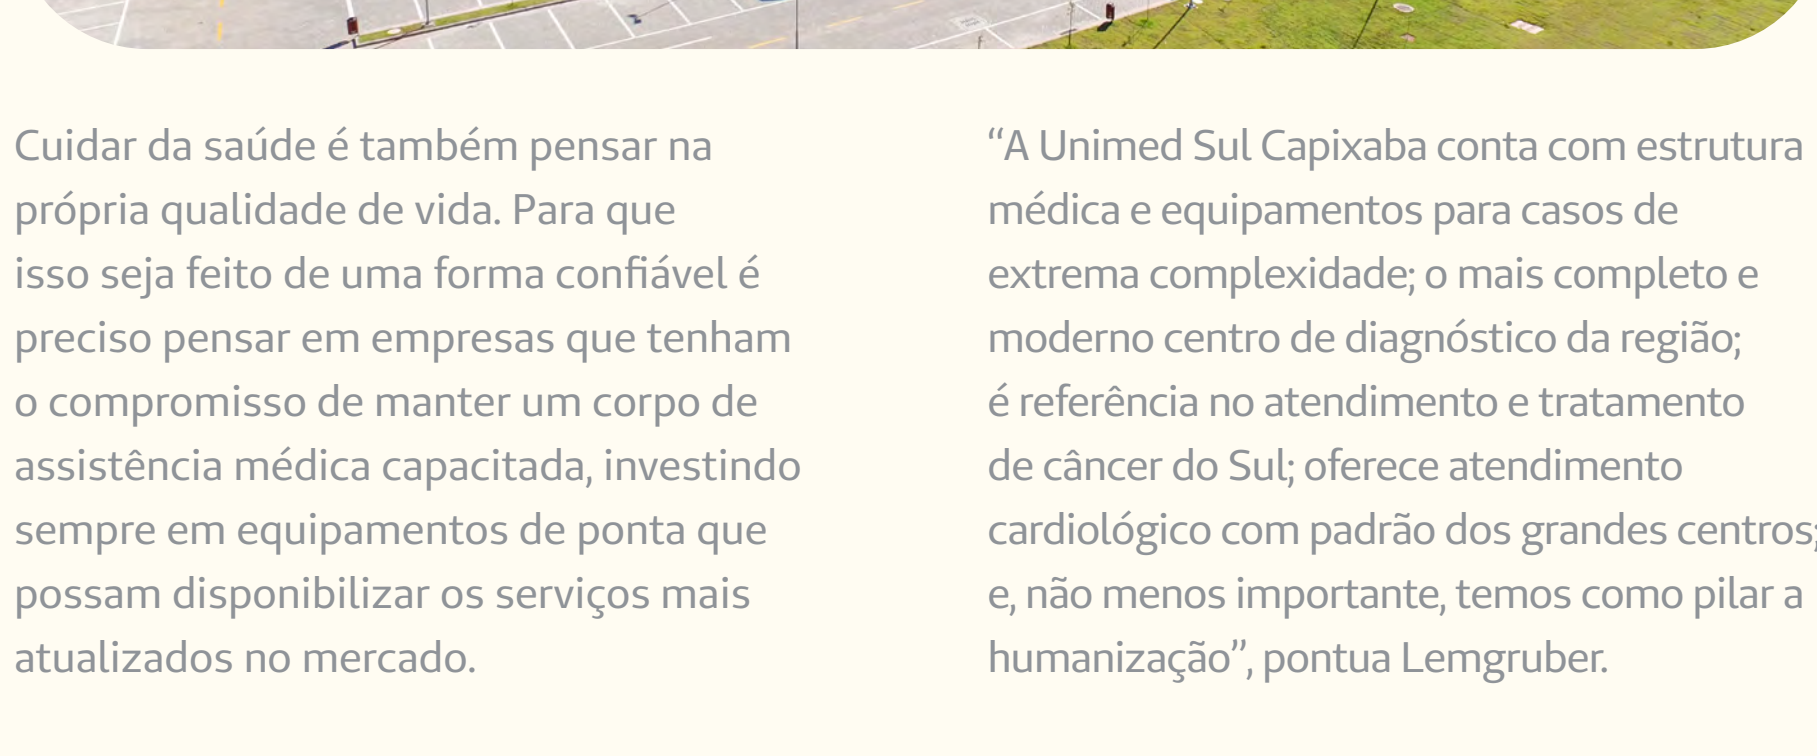 Cuidar da saúde é também pensar na
própria qualidade de vida. Para que
isso seja feito de uma forma confiável é
preciso pensar em empresas que tenham
o compromisso de manter um corpo de
assistência médica capacitada, investindo
sempre em equipamentos de ponta que
possam disponibilizar os serviços mais
atualizados no mercado.
“A Unimed Sul Capixaba conta com estrutura
médica e equipamentos para casos de
extrema complexidade; o mais completo e
moderno centro de diagnóstico da região;
é referência no atendimento e tratamento
de câncer do Sul; oferece atendimento
cardiológico com padrão dos grandes centros;
e, não menos importante, temos como pilar a
humanização”, pontua Lemgruber.